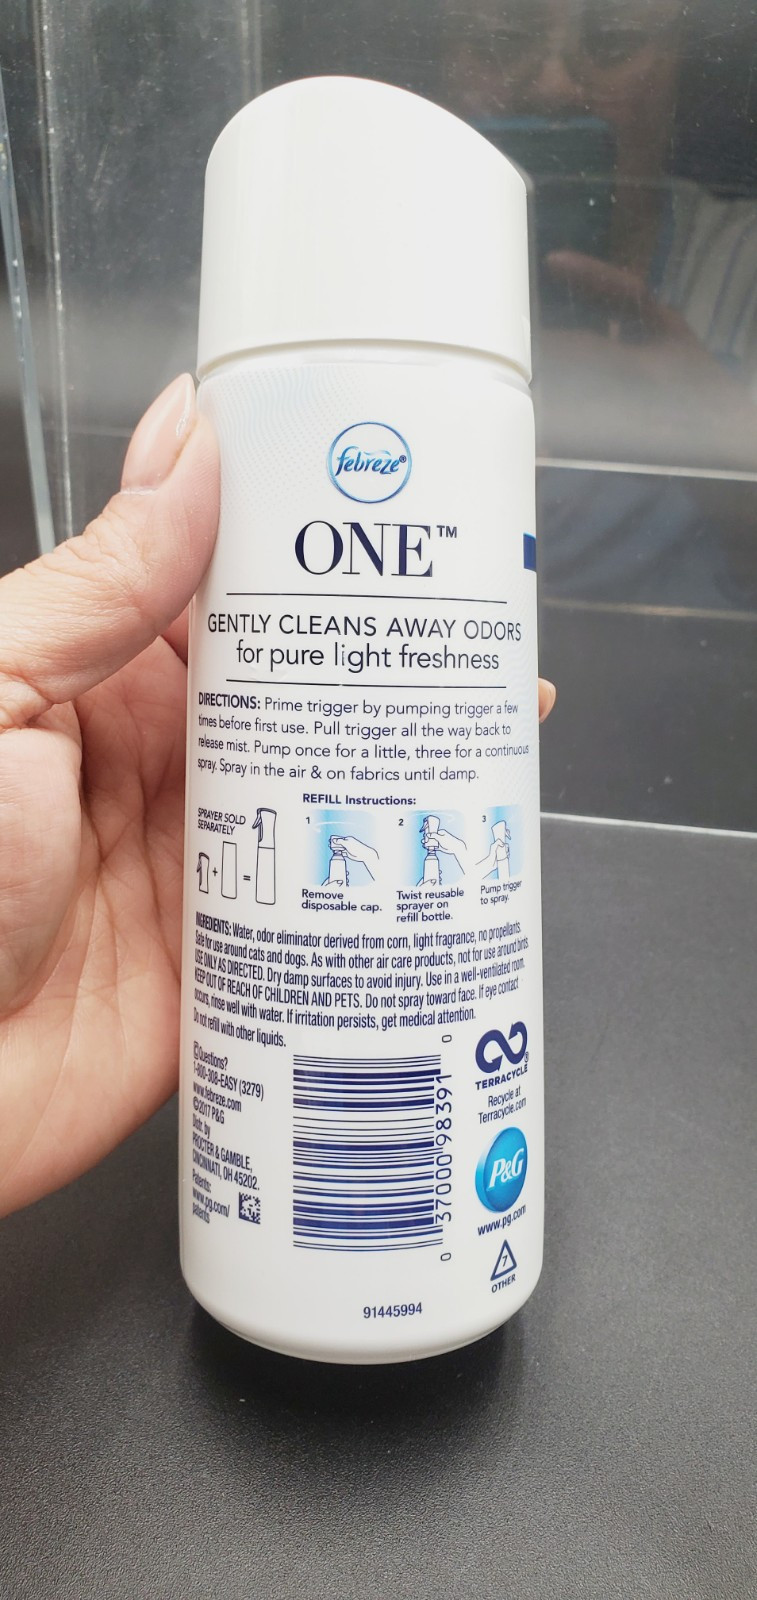 febreze®
ONE™
GENTLY CLEANS AWAY ODORS
for pure light freshness
DIRECTIONS: Prime trigger by pumping trigger a few
times before first use. Pull trigger all the way back to
release mist. Pump once for a little, three for a continuous
spray. Spray in the air & on fabrics until damp.
REFILL Instructions:
SPRAYER SOLD
SEPARATELY
+
=
1
Remove
disposable cap.
2
Twist reusable
sprayer on
refill bottle.
3
Pump trigger
to spray.
INGREDIENTS: Water, odor eliminator derived from corn, light fragrance, no propellants.
Safe for use around cats and dogs. As with other air care products, not for use around birds.
USE ONLY AS DIRECTED. Dry damp surfaces to avoid injury. Use in a well-ventilated room.
KEEP OUT OF REACH OF CHILDREN AND PETS. Do not spray toward face. If eye contact
occurs, rinse well with water. If irritation persists, get medical attention.
Do not refill with other liquids.
Questions?
1-800-308-EASY (3279)
www.febreze.com
©2017 P&G
Distr. by
PROCTER & GAMBLE,
CINCINNATI, OH 45202.
Patents:
www.pg.com/
patents
0 37000 98391 0
TERRACYCLE®
Recycle at
Terracycle.com
P&G
www.pg.com
7
OTHER
91445994